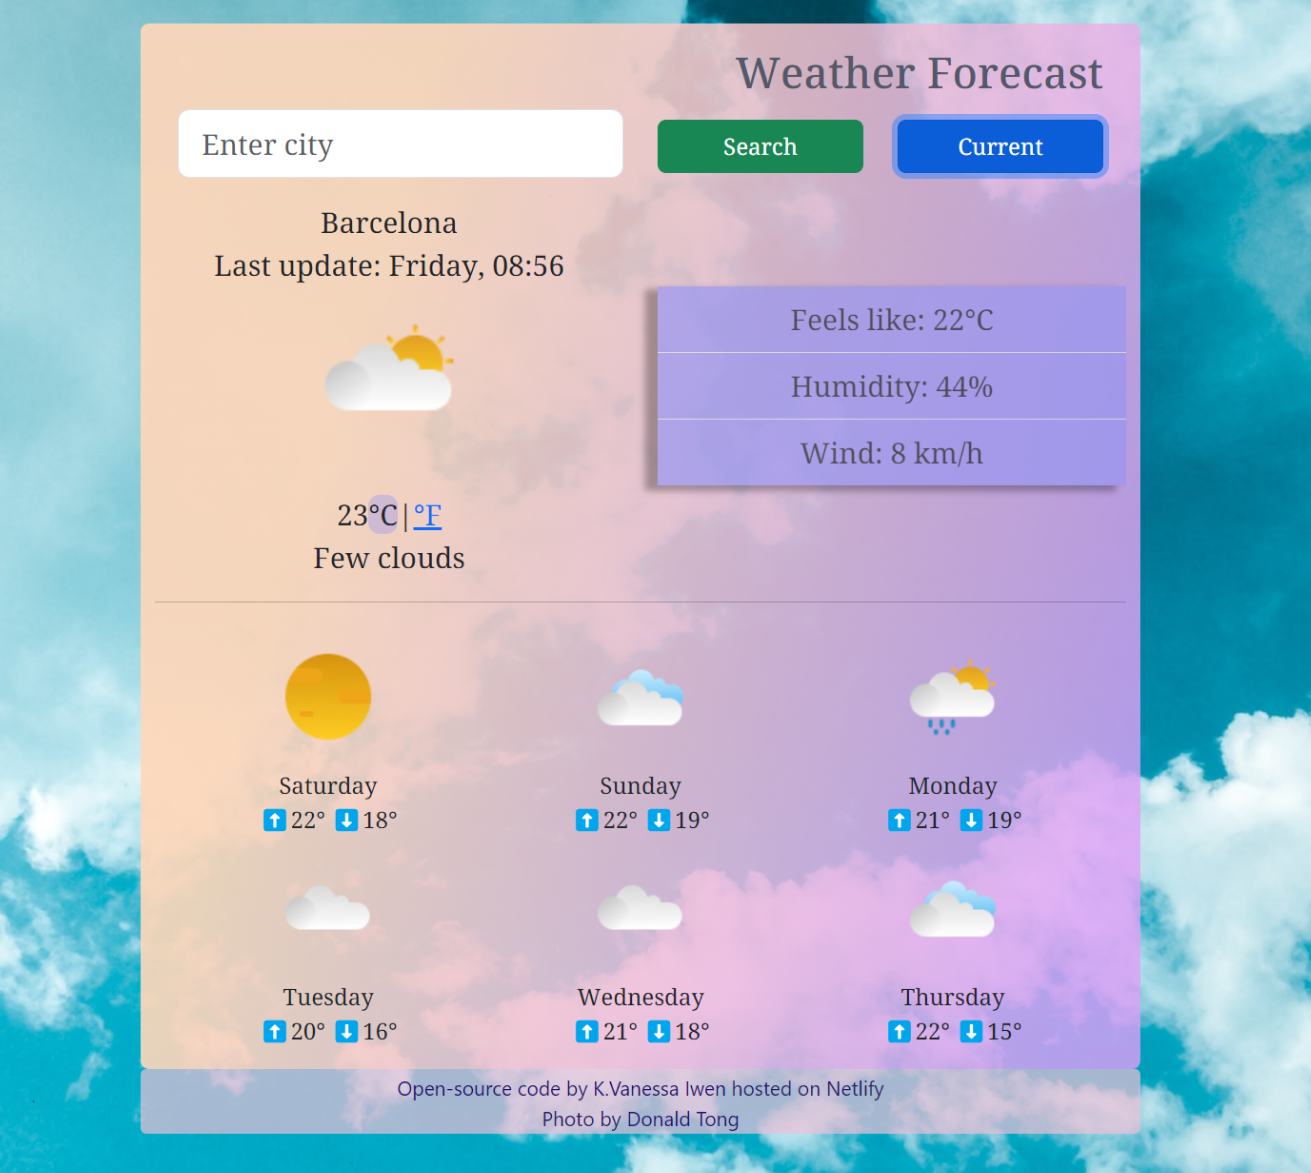 Weather Forecast
Enter city
Search
Current
Barcelona
Last update: Friday, 08:56
Feels like: 22°C
Humidity: 44%
Wind: 8 km/h
23°C|°F
Few clouds
Saturday
⬆22° ⬇18°
Sunday
⬆22° ⬇19°
Monday
⬆21° ⬇19°
Tuesday
⬆20° ⬇16°
Wednesday
⬆21° ⬇18°
Thursday
⬆22° ⬇15°
Open-source code by K.Vanessa Iwen hosted on Netlify
Photo by Donald Tong